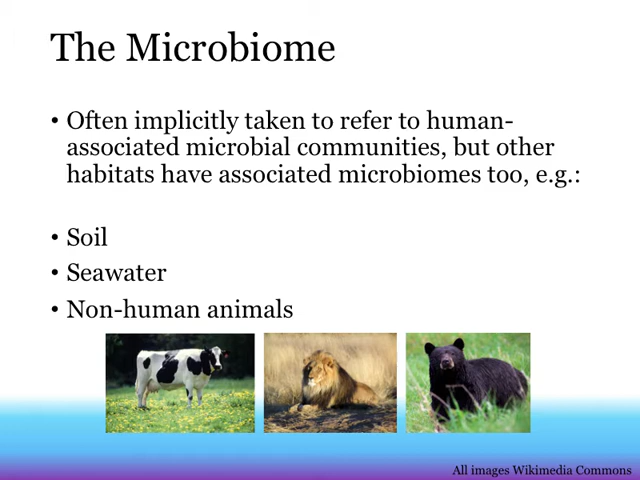 The Microbiome
• Often implicitly taken to refer to human-
associated microbial communities, but other
habitats have associated microbiomes too, e.g.:
• Soil
• Seawater
• Non-human animals
All images Wikimedia Commons